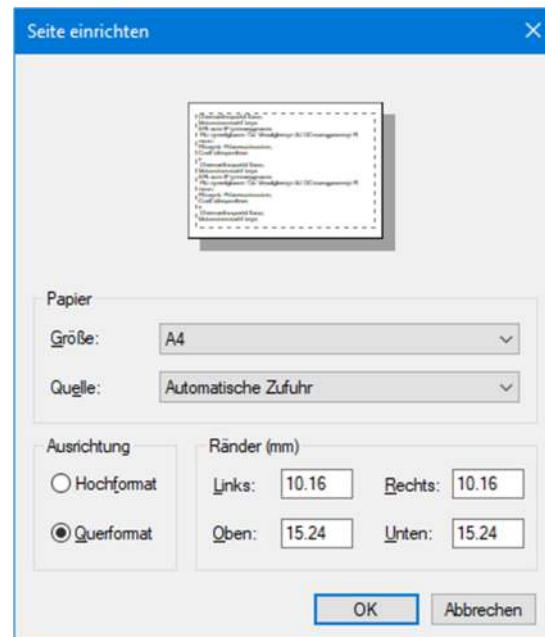 Seite einrichten
Papier
Größe: A4
Quelle: Automatische Zufuhr
Ausrichtung
Hochformat
Querformat
Ränder (mm)
Links: 10.16 Rechts: 10.16
Oben: 15.24 Unten: 15.24
OK Abbrechen